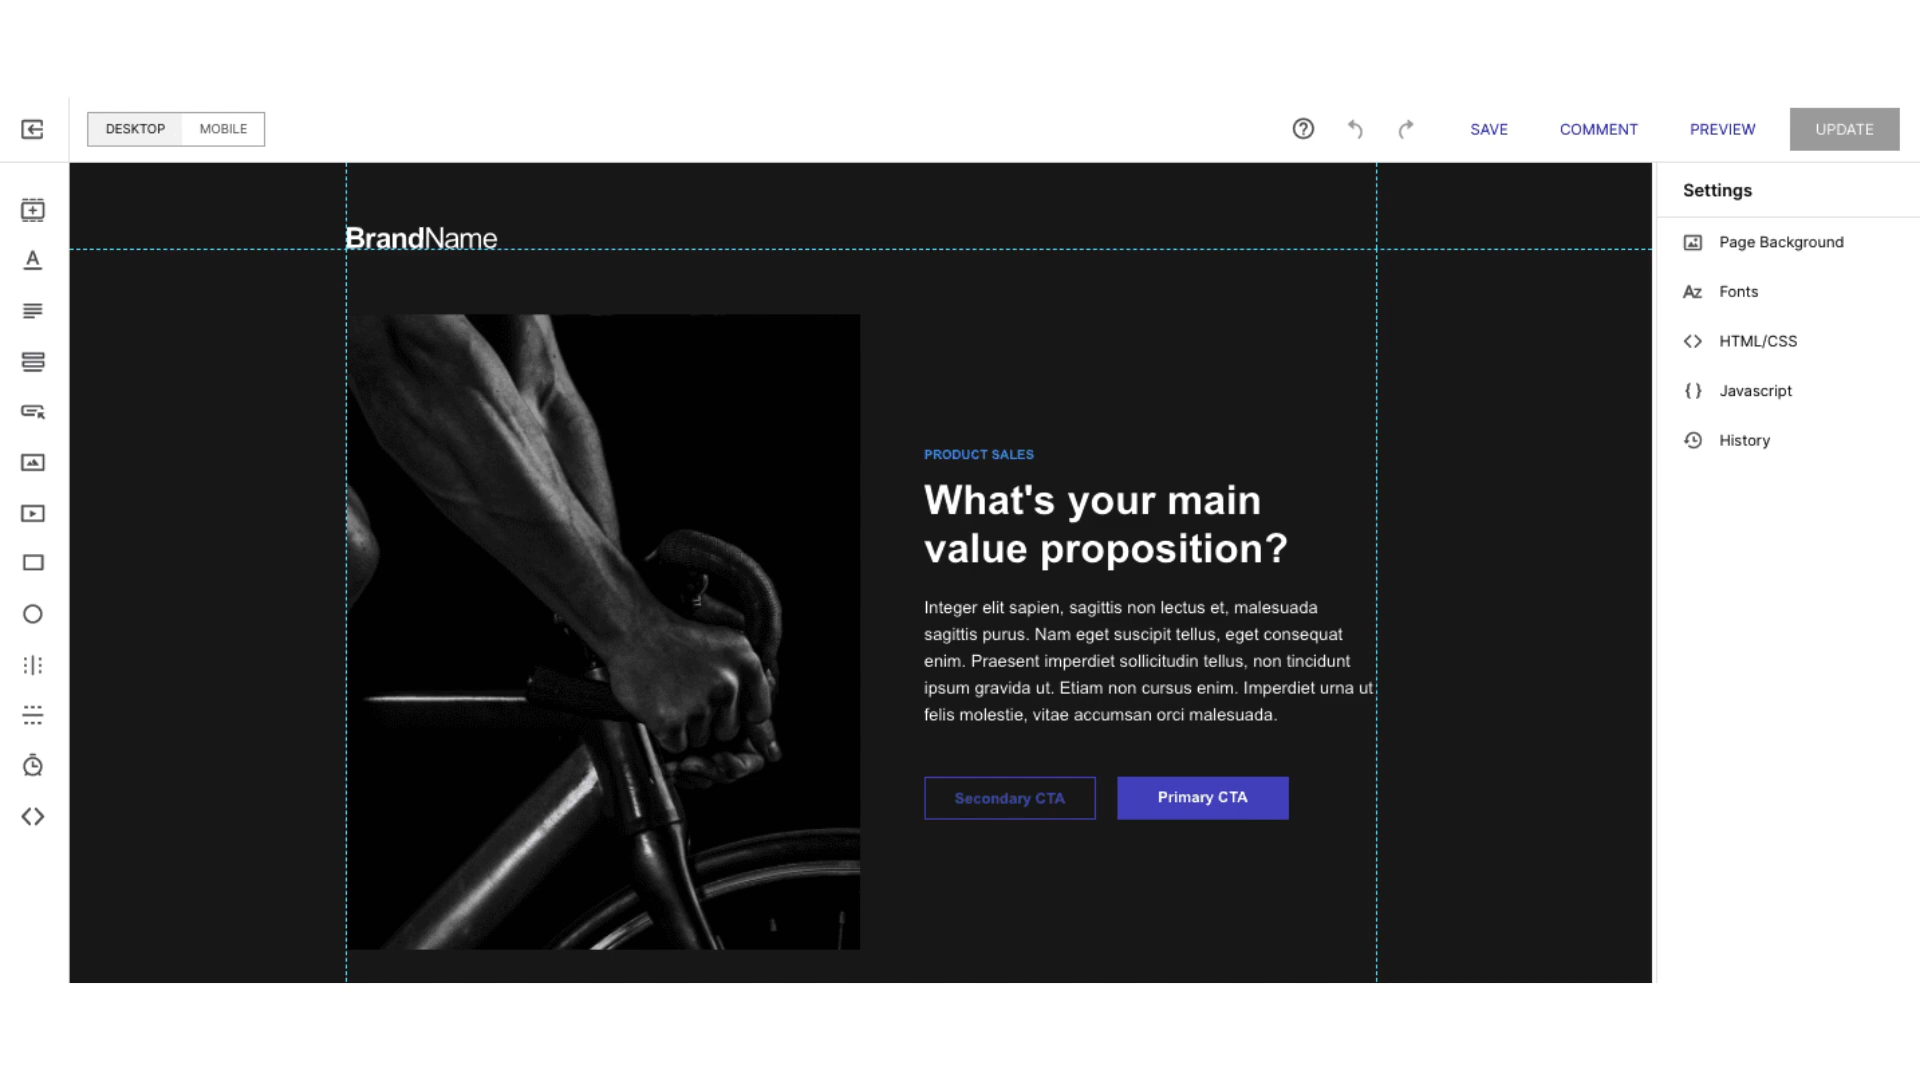 DESKTOP
MOBILE
SAVE
COMMENT
PREVIEW
UPDATE
Settings
Page Background
Fonts
HTML/CSS
Javascript
History
BrandName
PRODUCT SALES
What's your main
value proposition?
Integer elit sapien, sagittis non lectus et, malesuada
sagittis purus. Nam eget suscipit tellus, eget consequat
enim. Praesent imperdiet sollicitudin tellus, non tincidunt
ipsum gravida ut. Etiam non cursus enim. Imperdiet urna ut
felis molestie, vitae accumsan orci malesuada.
Secondary CTA
Primary CTA